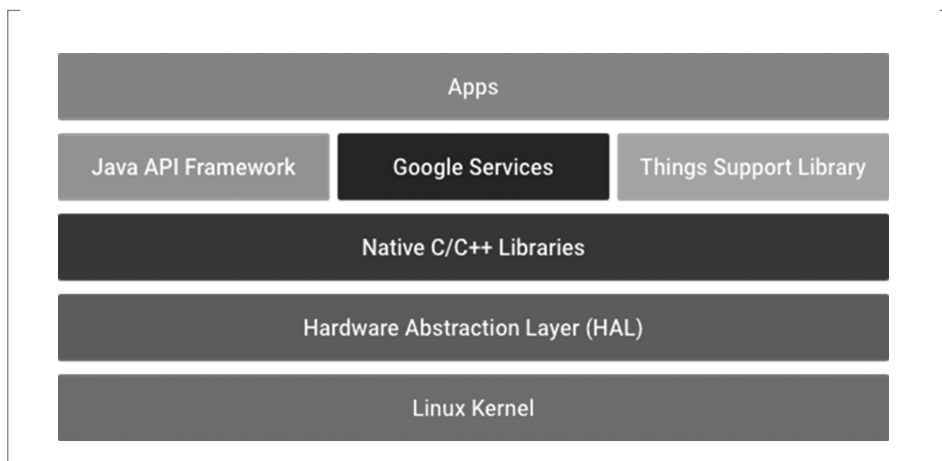 Apps
Java API Framework
Google Services
Things Support Library
Native C/C++ Libraries
Hardware Abstraction Layer (HAL)
Linux Kernel